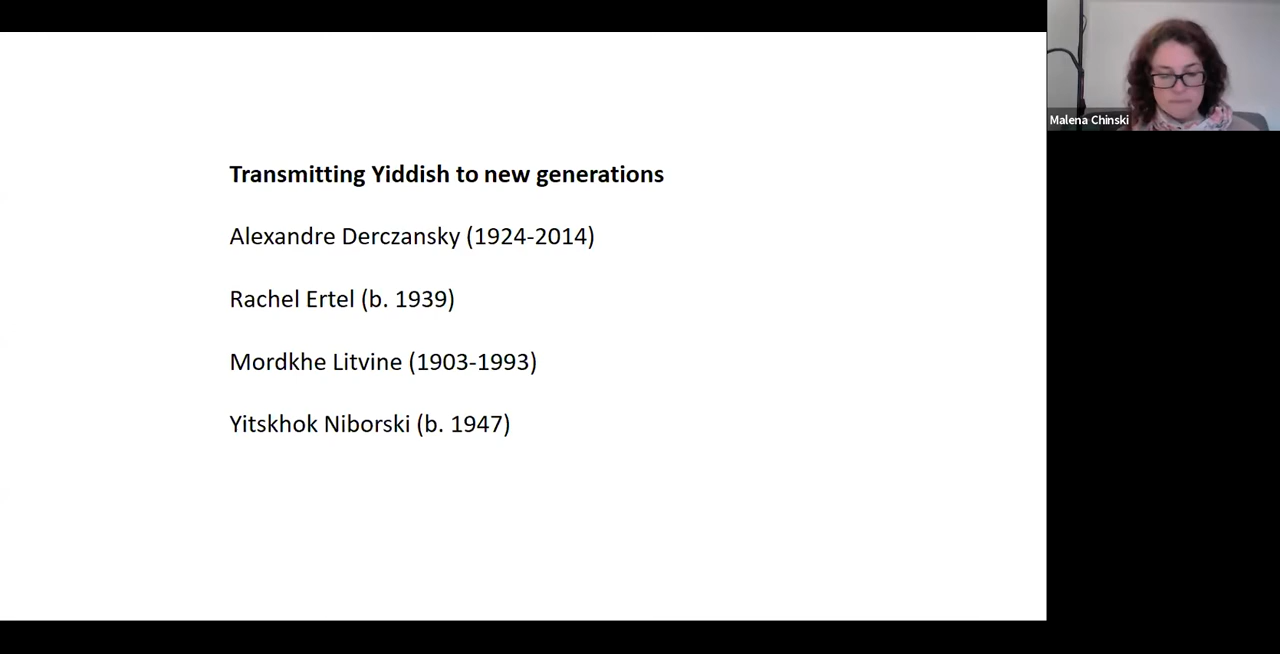 Transmitting Yiddish to new generations
Alexandre Derczansky (1924-2014)
Rachel Ertel (b. 1939)
Mordkhe Litvine (1903-1993)
Yitskhok Niborski (b. 1947)
Malena Chinski